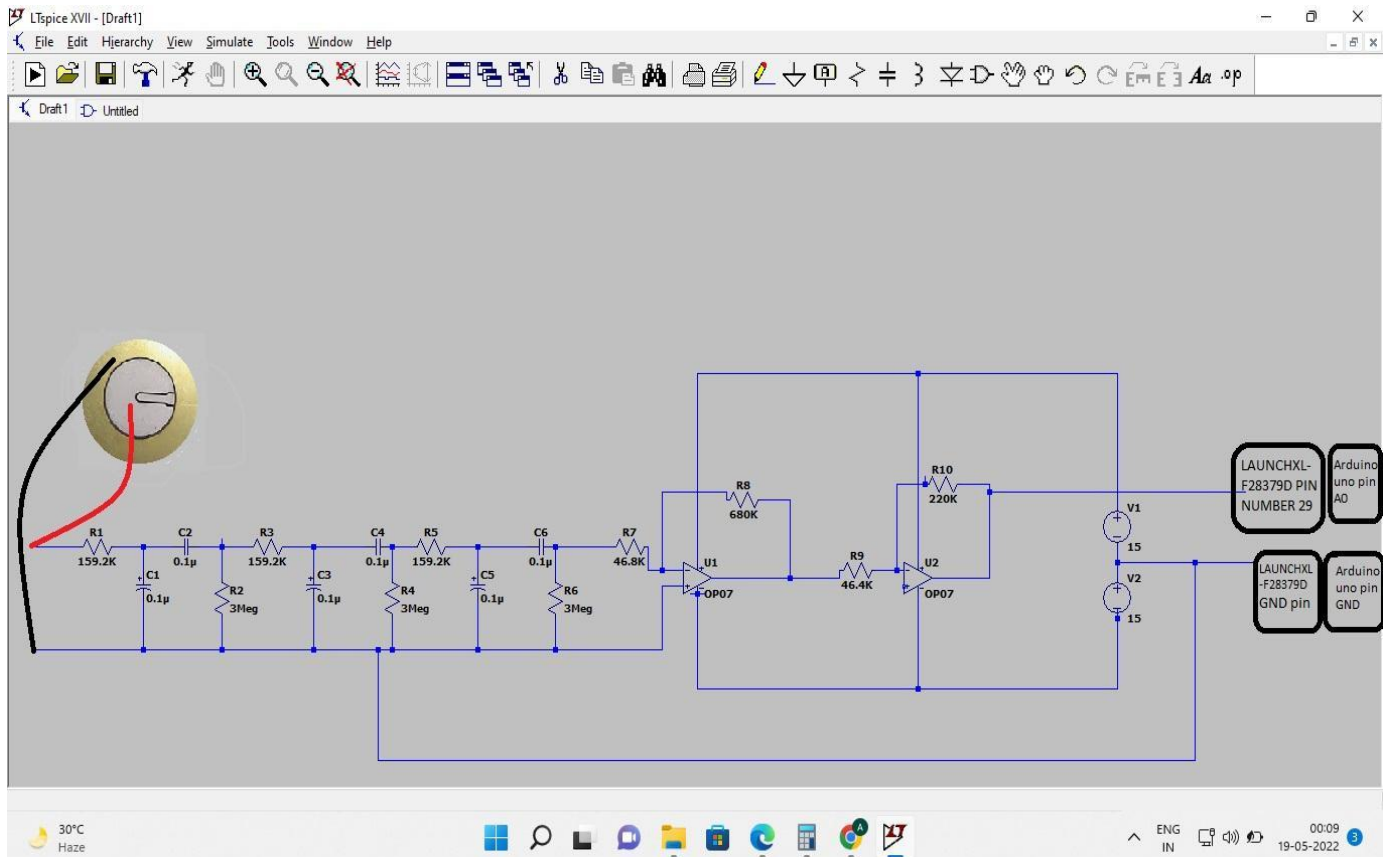 LTspice XVII - [Draft1]
File Edit Hierarchy View Simulate Tools Window Help
Draft1 Untitled
R1
159.2K
C1
0.1µ
C2
0.1µ
R2
3Meg
R3
159.2K
C3
0.1µ
C4
0.1µ
R4
3Meg
R5
159.2K
C5
0.1µ
C6
0.1µ
R6
3Meg
R7
46.8K
R8
680K
U1
OP07
R9
46.4K
R10
220K
U2
OP07
V1
15
V2
15
LAUNCHXL-
F28379D PIN
NUMBER 29
Arduino
uno pin
A0
LAUNCHXL
-F28379D
GND pin
Arduino
uno pin
GND
30°C
Haze
ENG
IN
00:09
19-05-2022
3